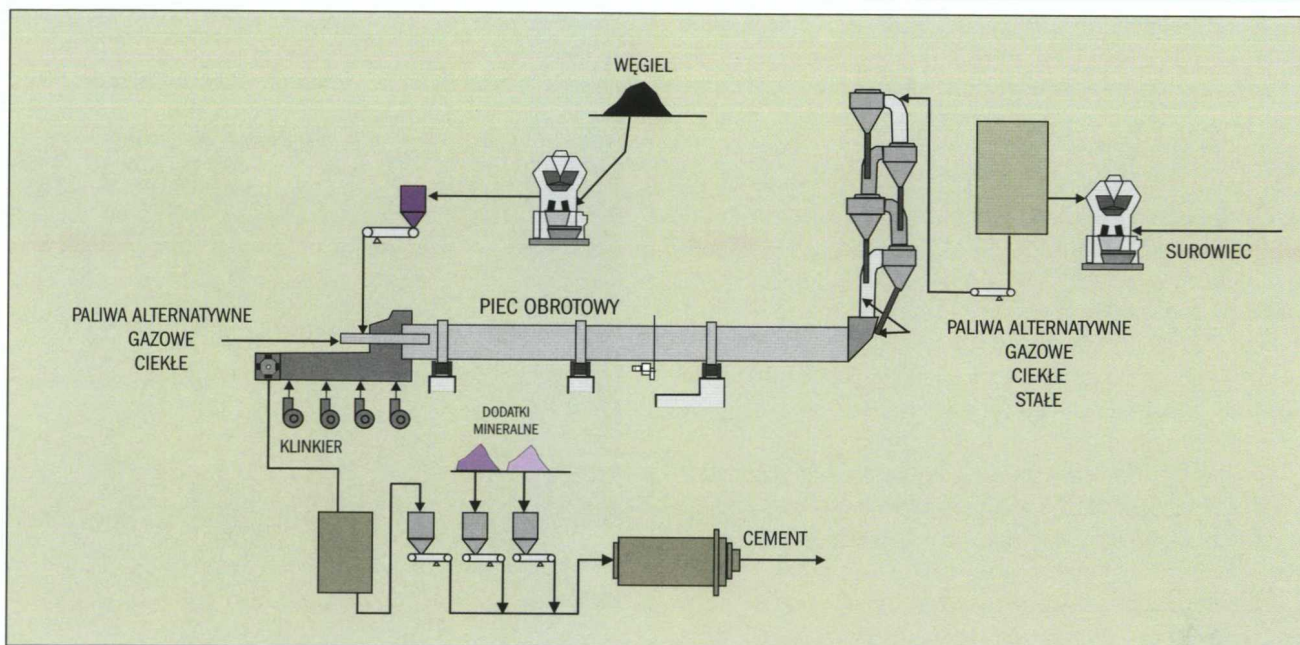 WĘGIEL
SUROWIEC
PIEC OBROTOWY
PALIWA ALTERNATYWNE
GAZOWE
CIEKŁE
PALIWA ALTERNATYWNE
GAZOWE
CIEKŁE
STAŁE
KLINKIER
DODATKI
MINERALNE
CEMENT